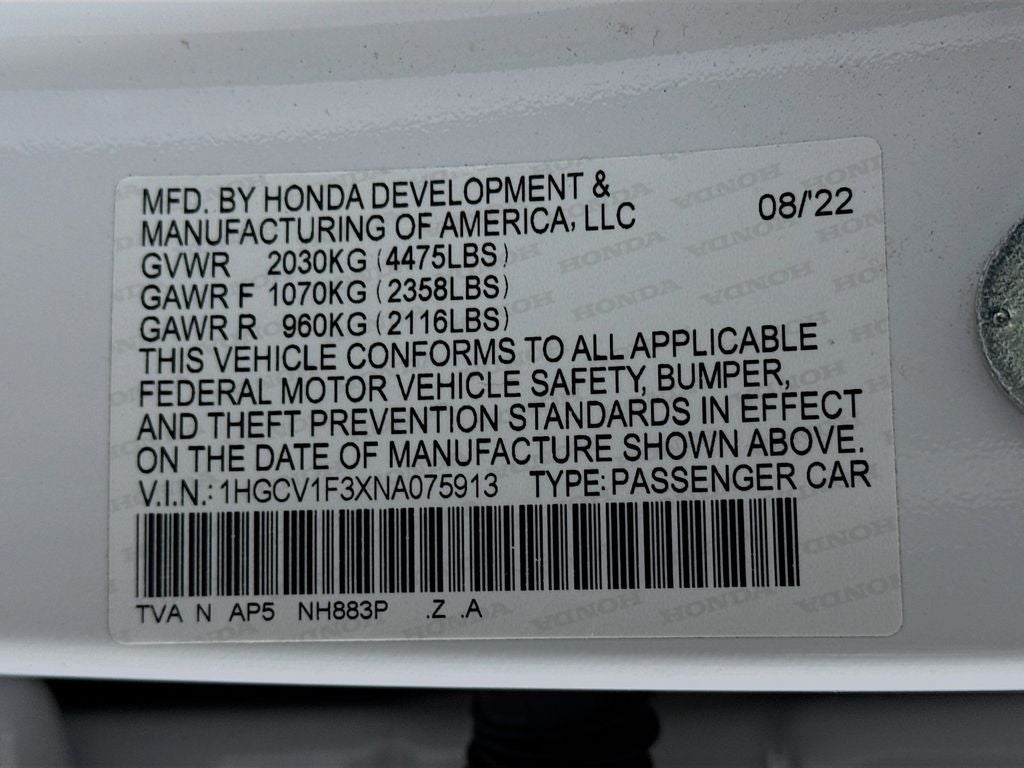 MFD. BY HONDA DEVELOPMENT &
MANUFACTURING OF AMERICA, LLC
08/'22
GVWR 2030KG (4475LBS)
GAWR F 1070KG (2358LBS)
GAWR R 960KG (2116LBS)
THIS VEHICLE CONFORMS TO ALL APPLICABLE
FEDERAL MOTOR VEHICLE SAFETY, BUMPER,
AND THEFT PREVENTION STANDARDS IN EFFECT
ON THE DATE OF MANUFACTURE SHOWN ABOVE.
V.I.N.: 1HGCV1F3XNA075913 TYPE: PASSENGER CAR
TVA N AP5 NH883P .Z .A